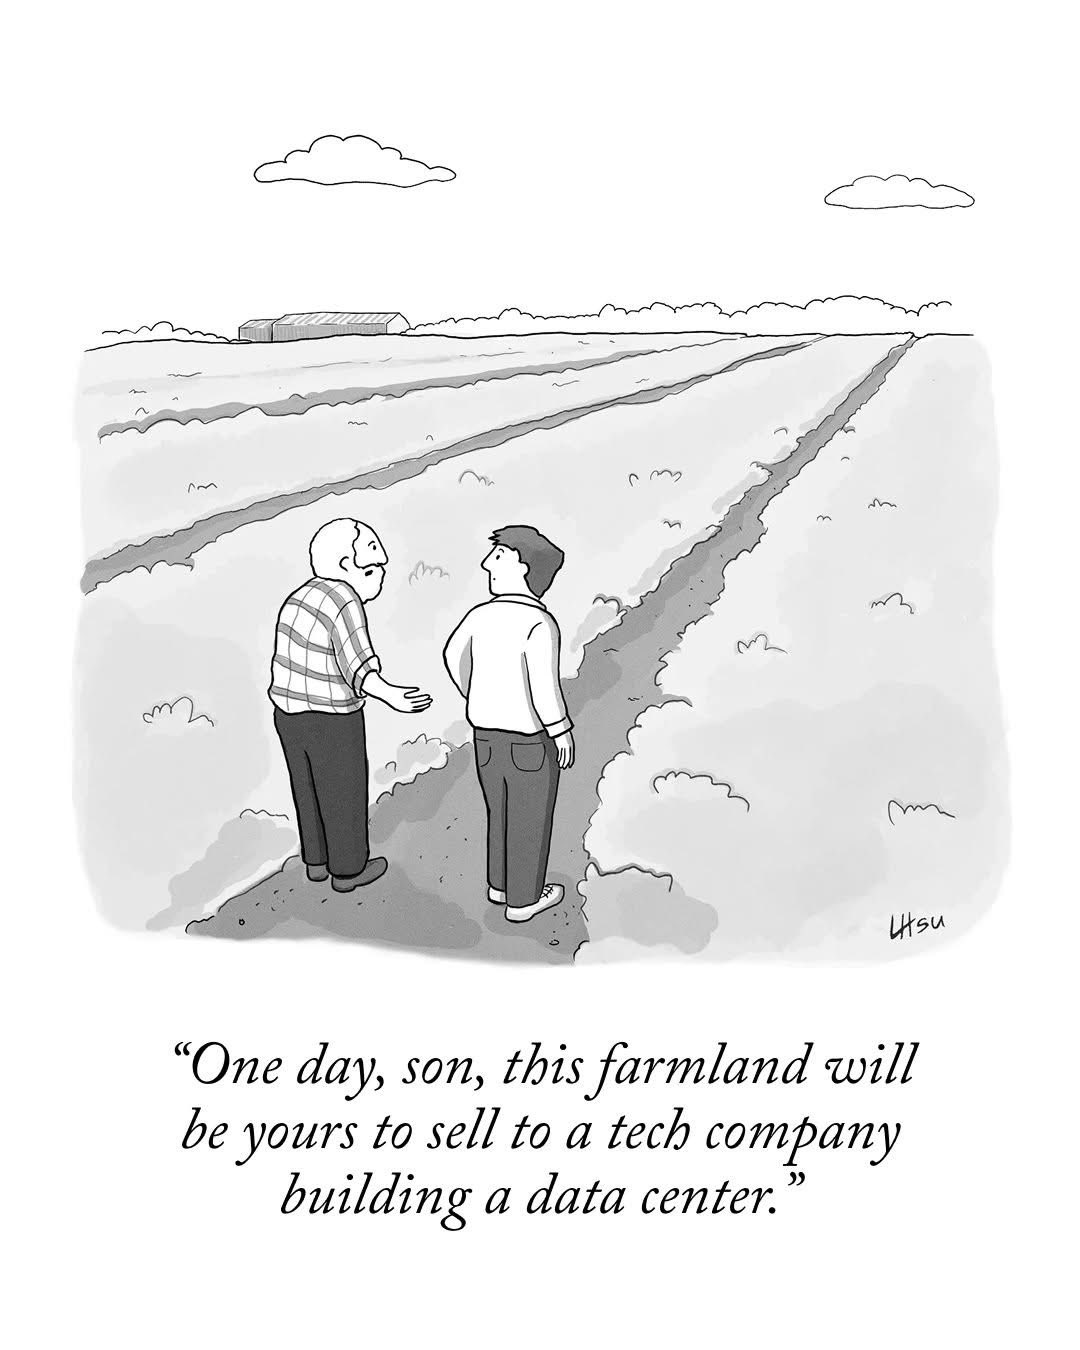 LHSU
“One day, son, this farmland will
be yours to sell to a tech company
building a data center.”